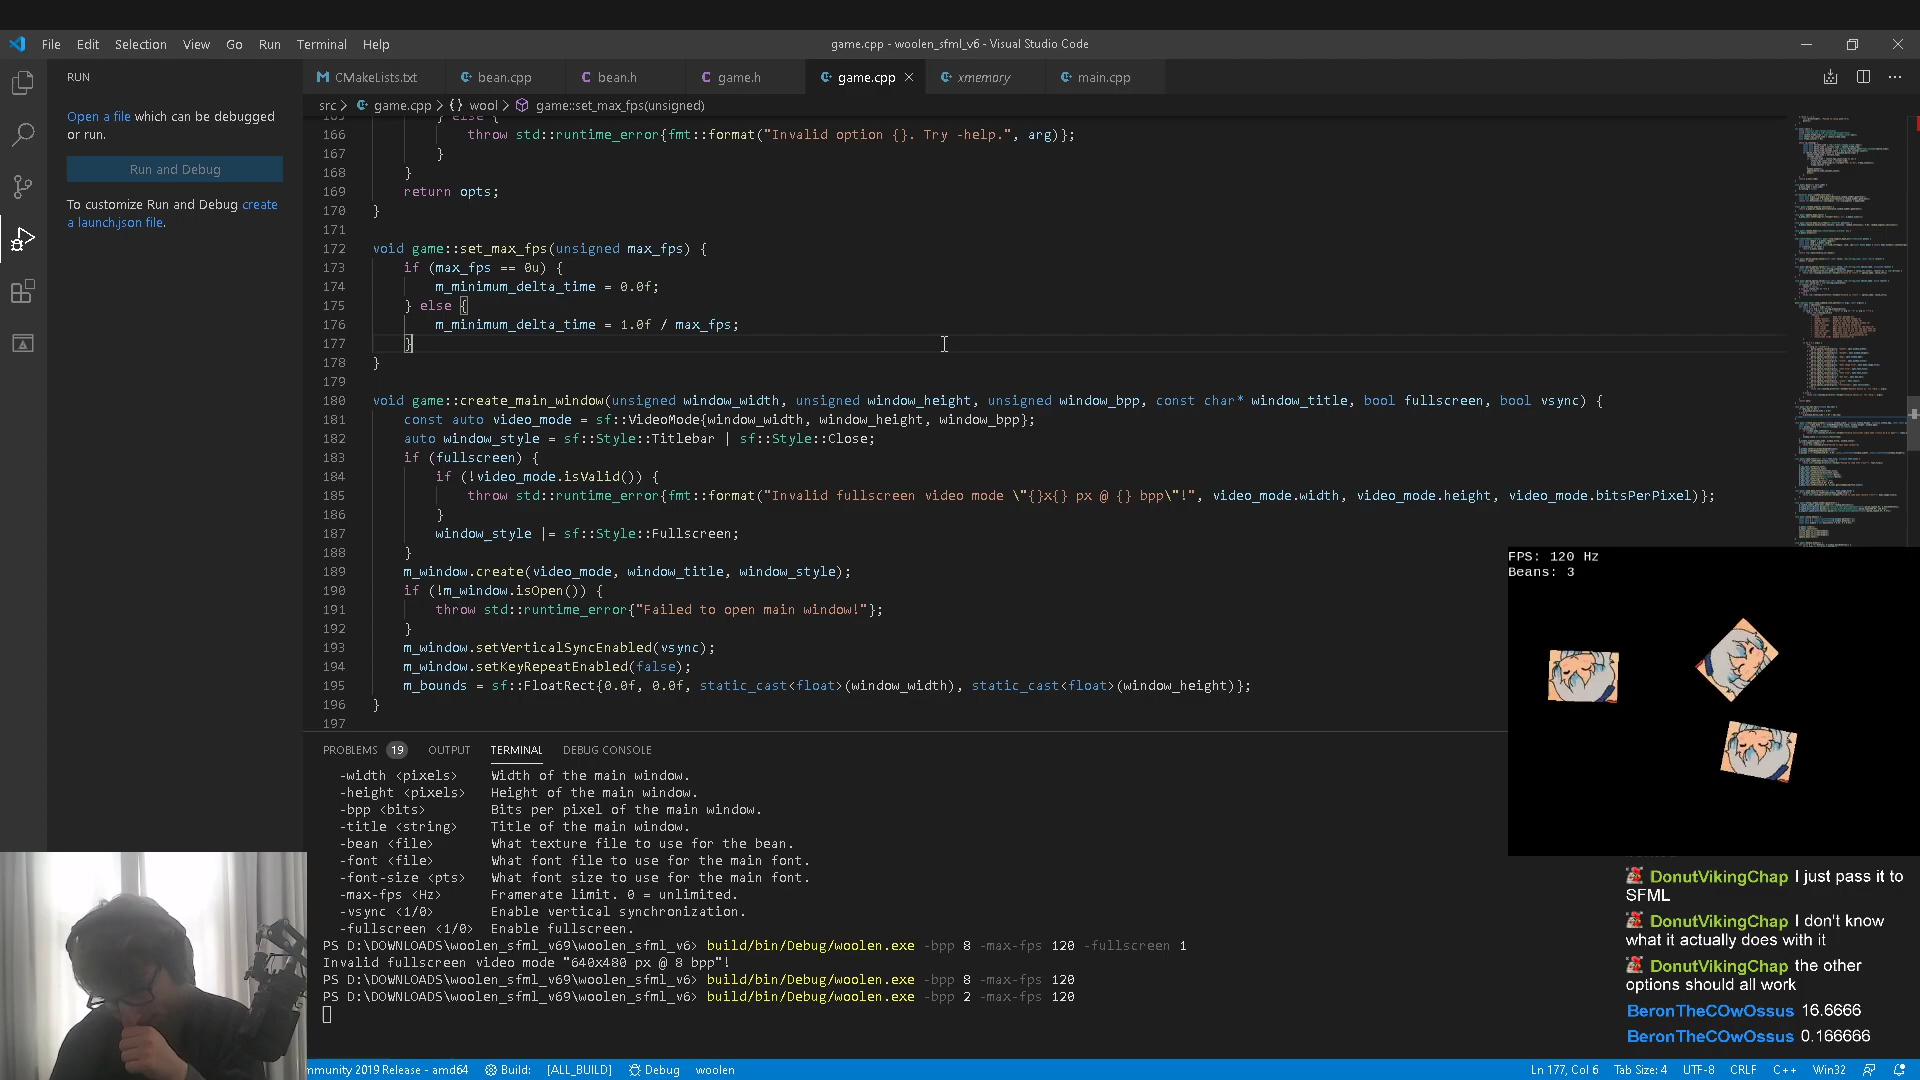 File Edit Selection View Go Run Terminal Help
game.cpp - woolen_sfml_v6 - Visual Studio Code
RUN
Open a file which can be debugged
or run.
Run and Debug
To customize Run and Debug create
a launch.json file.
CMakeLists.txt bean.cpp bean.h game.h game.cpp xmemory main.cpp
src > game.cpp > {} wool > game::set_max_fps(unsigned)
165 } else {
166 throw std::runtime_error{fmt::format("Invalid option {}. Try -help.", arg)};
167 }
168 }
169 return opts;
170 }
171
172 void game::set_max_fps(unsigned max_fps) {
173 if (max_fps == 0u) {
174 m_minimum_delta_time = 0.0f;
175 } else {
176 m_minimum_delta_time = 1.0f / max_fps;
177 }
178 }
179
180 void game::create_main_window(unsigned window_width, unsigned window_height, unsigned window_bpp, const char* window_title, bool fullscreen, bool vsync) {
181 const auto video_mode = sf::VideoMode{window_width, window_height, window_bpp};
182 auto window_style = sf::Style::Titlebar | sf::Style::Close;
183 if (fullscreen) {
184 if (!video_mode.isValid()) {
185 throw std::runtime_error{fmt::format("Invalid fullscreen video mode \"{}x{} px @ {} bpp\"!", video_mode.width, video_mode.height, video_mode.bitsPerPixel)};
186 }
187 window_style |= sf::Style::Fullscreen;
188 }
189 m_window.create(video_mode, window_title, window_style);
190 if (!m_window.isOpen()) {
191 throw std::runtime_error{"Failed to open main window!"};
192 }
193 m_window.setVerticalSyncEnabled(vsync);
194 m_window.setKeyRepeatEnabled(false);
195 m_bounds = sf::FloatRect{0.0f, 0.0f, static_cast<float>(window_width), static_cast<float>(window_height)};
196 }
197
FPS: 120 Hz
Beans: 3
PROBLEMS 19 OUTPUT TERMINAL DEBUG CONSOLE
-width <pixels> Width of the main window.
-height <pixels> Height of the main window.
-bpp <bits> Bits per pixel of the main window.
-title <string> Title of the main window.
-bean <file> What texture file to use for the bean.
-font <file> What font file to use for the main font.
-font-size <pts> What font size to use for the main font.
-max-fps <Hz> Framerate limit. 0 = unlimited.
-vsync <1/0> Enable vertical synchronization.
-fullscreen <1/0> Enable fullscreen.
PS D:\DOWNLOADS\woolen_sfml_v69\woolen_sfml_v6> build/bin/Debug/woolen.exe -bpp 8 -max-fps 120 -fullscreen 1
Invalid fullscreen video mode "640x480 px @ 8 bpp"!
PS D:\DOWNLOADS\woolen_sfml_v69\woolen_sfml_v6> build/bin/Debug/woolen.exe -bpp 8 -max-fps 120
PS D:\DOWNLOADS\woolen_sfml_v69\woolen_sfml_v6> build/bin/Debug/woolen.exe -bpp 2 -max-fps 120
DonutVikingChap I just pass it to
SFML
DonutVikingChap I don't know
what it actually does with it
DonutVikingChap the other
options should all work
BeronTheCOwOssus 16.6666
BeronTheCOwOssus 0.166666
mmunity 2019 Release - amd64 Build: [ALL_BUILD] Debug woolen
Ln 177, Col 6 Tab Size: 4 UTF-8 CRLF C++ Win32